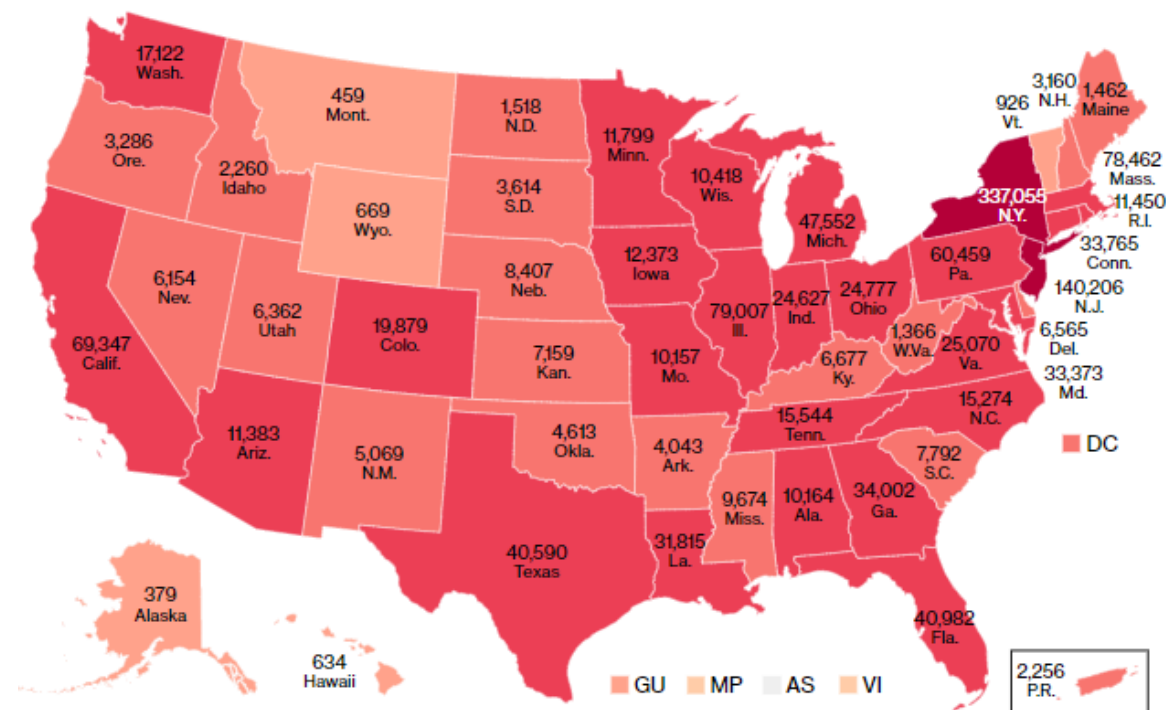 17,122
Wash.
459
Mont.
1,518
N.D.
11,799
Minn.
3,160
N.H.
1,462
Maine
926
Vt.
3,286
Ore.
2,260
Idaho
3,614
S.D.
10,418
Wis.
78,462
Mass.
669
Wyo.
337,055
N.Y.
11,450
R.I.
47,552
Mich.
33,765
Conn.
6,154
Nev.
6,362
Utah
8,407
Neb.
12,373
Iowa
60,459
Pa.
140,206
N.J.
69,347
Calif.
19,879
Colo.
79,007
Ill.
24,627
Ind.
24,777
Ohio
6,565
Del.
7,159
Kan.
10,157
Mo.
1,366
W.Va.
25,070
Va.
33,373
Md.
6,677
Ky.
15,274
N.C.
11,383
Ariz.
5,069
N.M.
4,613
Okla.
4,043
Ark.
15,544
Tenn.
DC
7,792
S.C.
9,674
Miss.
10,164
Ala.
34,002
Ga.
40,590
Texas
31,815
La.
379
Alaska
40,982
Fla.
634
Hawaii
GU MP AS VI
2,256
P.R.